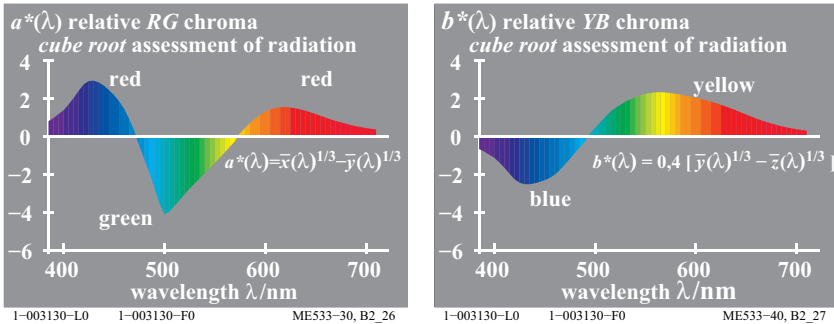 a*(λ) relative RG chroma
cube root assessment of radiation
red
red
4
2
0
−2
−4
−6
a*(λ)=x̅(λ)^1/3−y̅(λ)^1/3
green
400 500 600 700
wavelength λ/nm
1−003130−L0 1−003130−F0 ME533−30, B2_26
b*(λ) relative YB chroma
cube root assessment of radiation
yellow
4
2
0
−2
−4
−6
b*(λ) = 0,4 [ y̅(λ)^1/3 − z̅(λ)^1/3 ]
blue
400 500 600 700
wavelength λ/nm
1−003130−L0 1−003130−F0 ME533−40, B2_27